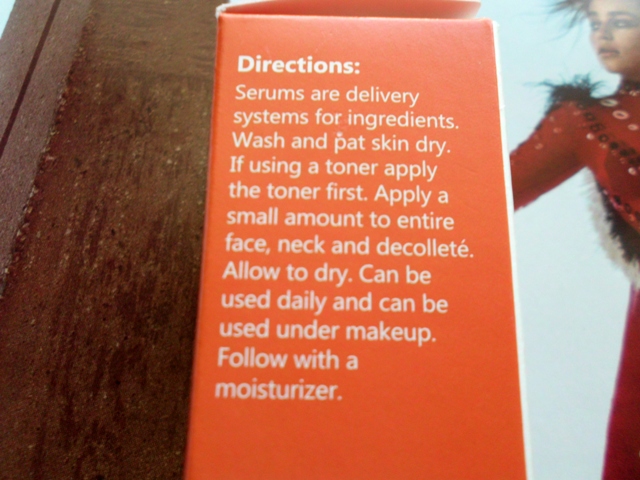 Directions:
Serums are delivery
systems for ingredients.
Wash and pat skin dry.
If using a toner apply
the toner first. Apply a
small amount to entire
face, neck and decolleté.
Allow to dry. Can be
used daily and can be
used under makeup.
Follow with a
moisturizer.